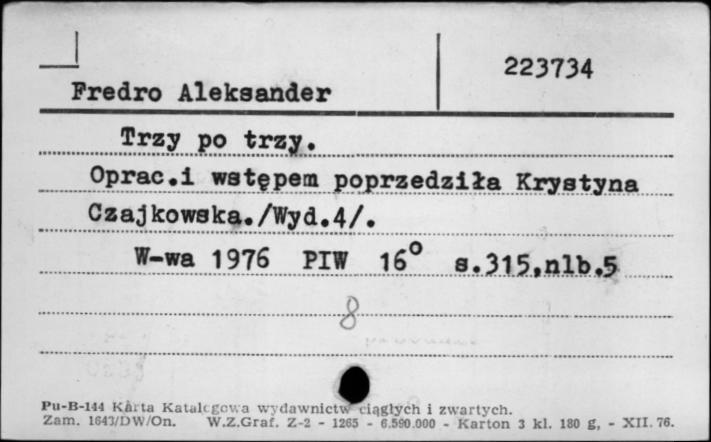 223734
Fredro Aleksander
Trzy po trzy.
Oprac.i wstępem poprzedziła Krystyna
Czajkowska./Wyd.4/.
W-wa 1976 PIW 16° s.315,nlb.5
8
Pu-B-144 Karta Katalogowa wydawnictw ciągłych i zwartych.
Zam. 1643/DW/On. W.Z.Graf. Z-2 - 1265 - 6.590.000 - Karton 3 kl. 180 g, - XII. 76.